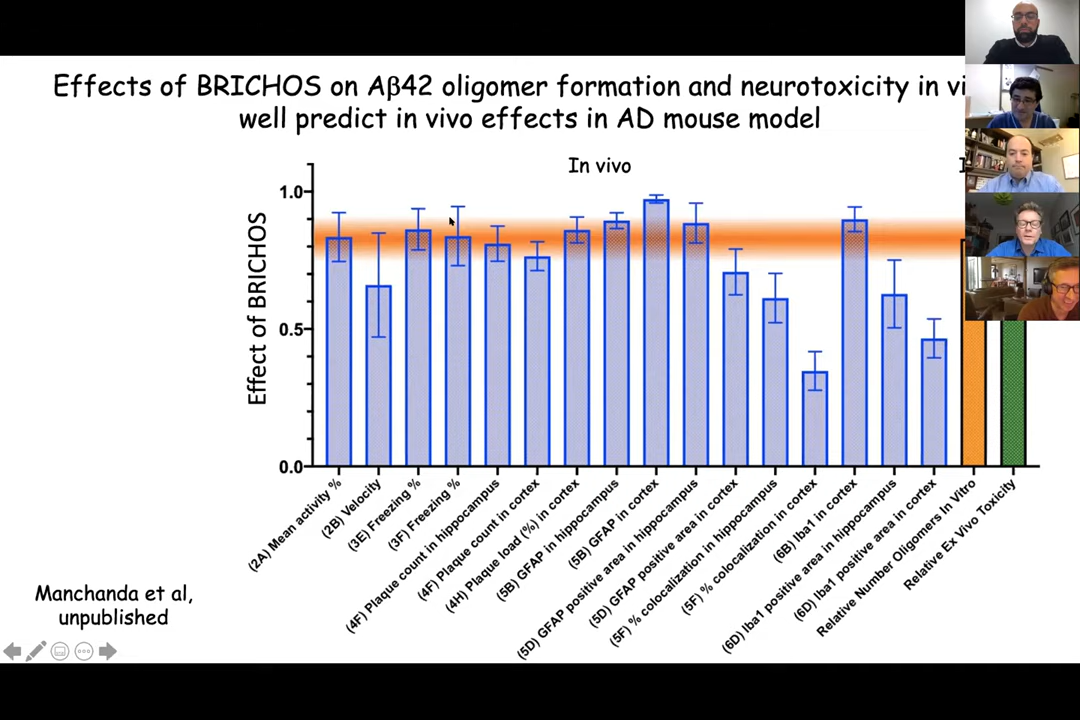 Effects of BRICHOS on Aβ42 oligomer formation and neurotoxicity in vi
well predict in vivo effects in AD mouse model
In vivo
Effect of BRICHOS
1.0
0.5
0.0
(2A) Mean activity %
(2B) Velocity
(3E) Freezing %
(3F) Freezing %
(4F) Plaque count in hippocampus
(4F) Plaque count in cortex
(4H) Plaque load (%) in cortex
(5B) GFAP in hippocampus
(5B) GFAP in cortex
(5D) GFAP positive area in hippocampus
(5D) GFAP positive area in cortex
(5F) % colocalization in hippocampus
(5F) % colocalization in cortex
(6B) Iba1 in cortex
(6D) Iba1 positive area in hippocampus
(6D) Iba1 positive area in cortex
Relative Number Oligomers In Vitro
Relative Ex Vivo Toxicity
Manchanda et al,
unpublished